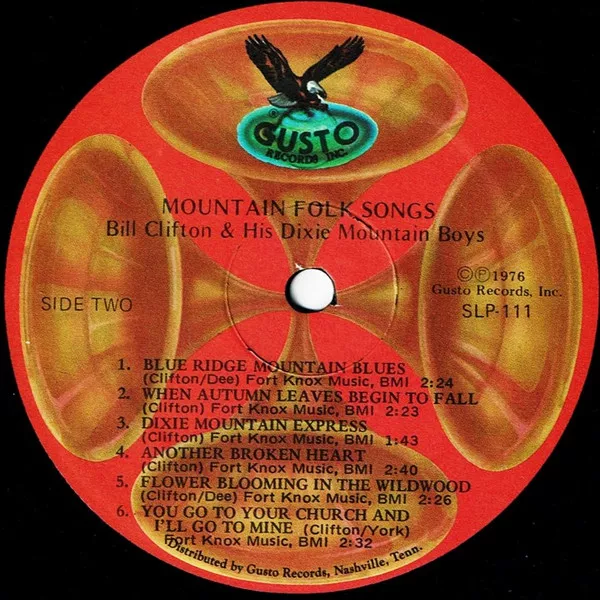 ®
GUSTO
RECORDS INC.
MOUNTAIN FOLK SONGS
Bill Clifton & His Dixie Mountain Boys
SIDE TWO
©℗1976
Gusto Records, Inc.
SLP-111
1. BLUE RIDGE MOUNTAIN BLUES
(Clifton/Dee) Fort Knox Music, BMI 2:24
2. WHEN AUTUMN LEAVES BEGIN TO FALL
(Clifton) Fort Knox Music, BMI 2:23
3. DIXIE MOUNTAIN EXPRESS
(Clifton) Fort Knox Music, BMI 1:43
4. ANOTHER BROKEN HEART
(Clifton) Fort Knox Music, BMI 2:40
5. FLOWER BLOOMING IN THE WILDWOOD
(Clifton/Dee) Fort Knox Music, BMI 2:26
6. YOU GO TO YOUR CHURCH AND
I'LL GO TO MINE (Clifton/York)
Fort Knox Music, BMI 2:32
Distributed by Gusto Records, Nashville, Tenn.